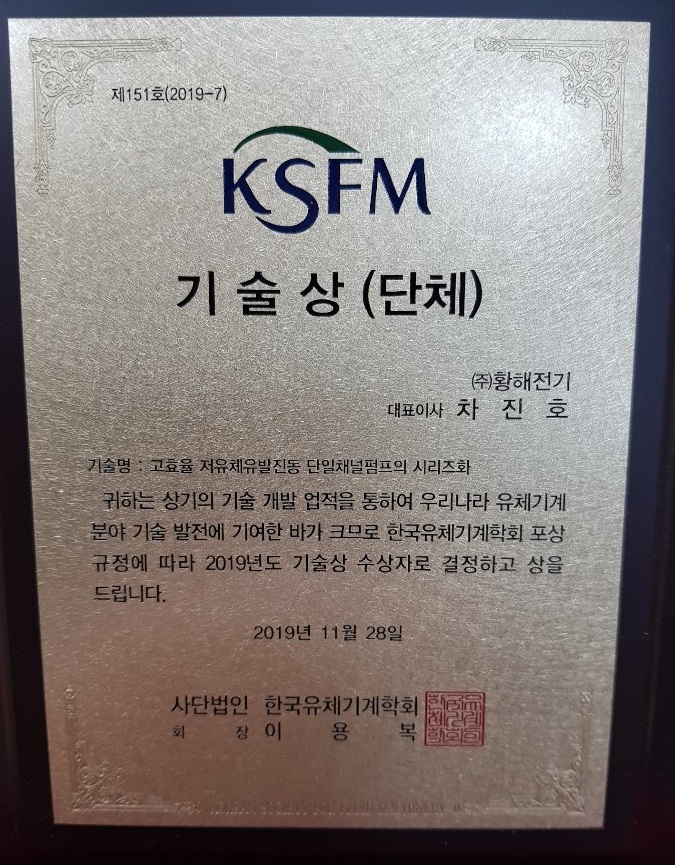 제151호(2019-7)
KSFM
기 술 상 (단체)
㈜황해전기
대표이사 차 진 호
기술명 : 고효율 저유체유발진동 단일채널펌프의 시리즈화
귀하는 상기의 기술 개발 업적을 통하여 우리나라 유체기계
분야 기술 발전에 기여한 바가 크므로 한국유체기계학회 포상
규정에 따라 2019년도 기술상 수상자로 결정하고 상을
드립니다.
2019년 11월 28일
사단법인 한국유체기계학회
회 장 이 용 복